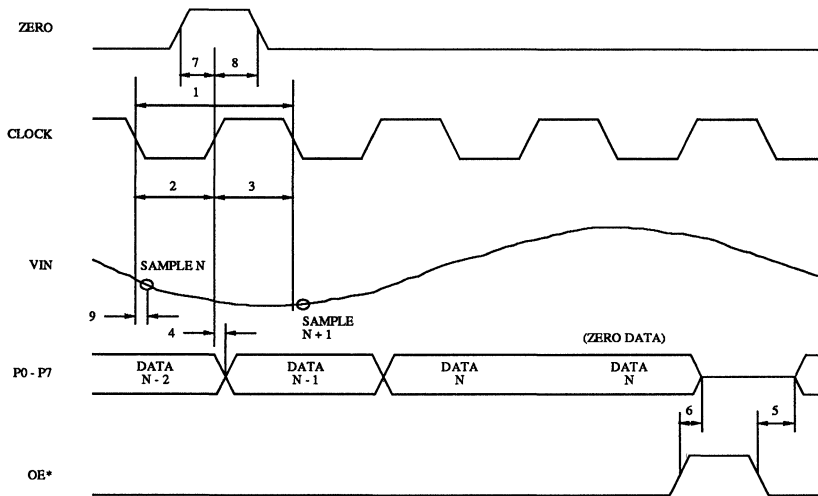 ZERO
7
8
1
CLOCK
2
3
VIN
SAMPLE N
9
4
SAMPLE
N + 1
(ZERO DATA)
P0 - P7
DATA
N - 2
DATA
N - 1
DATA
N
DATA
N
6
5
OE*